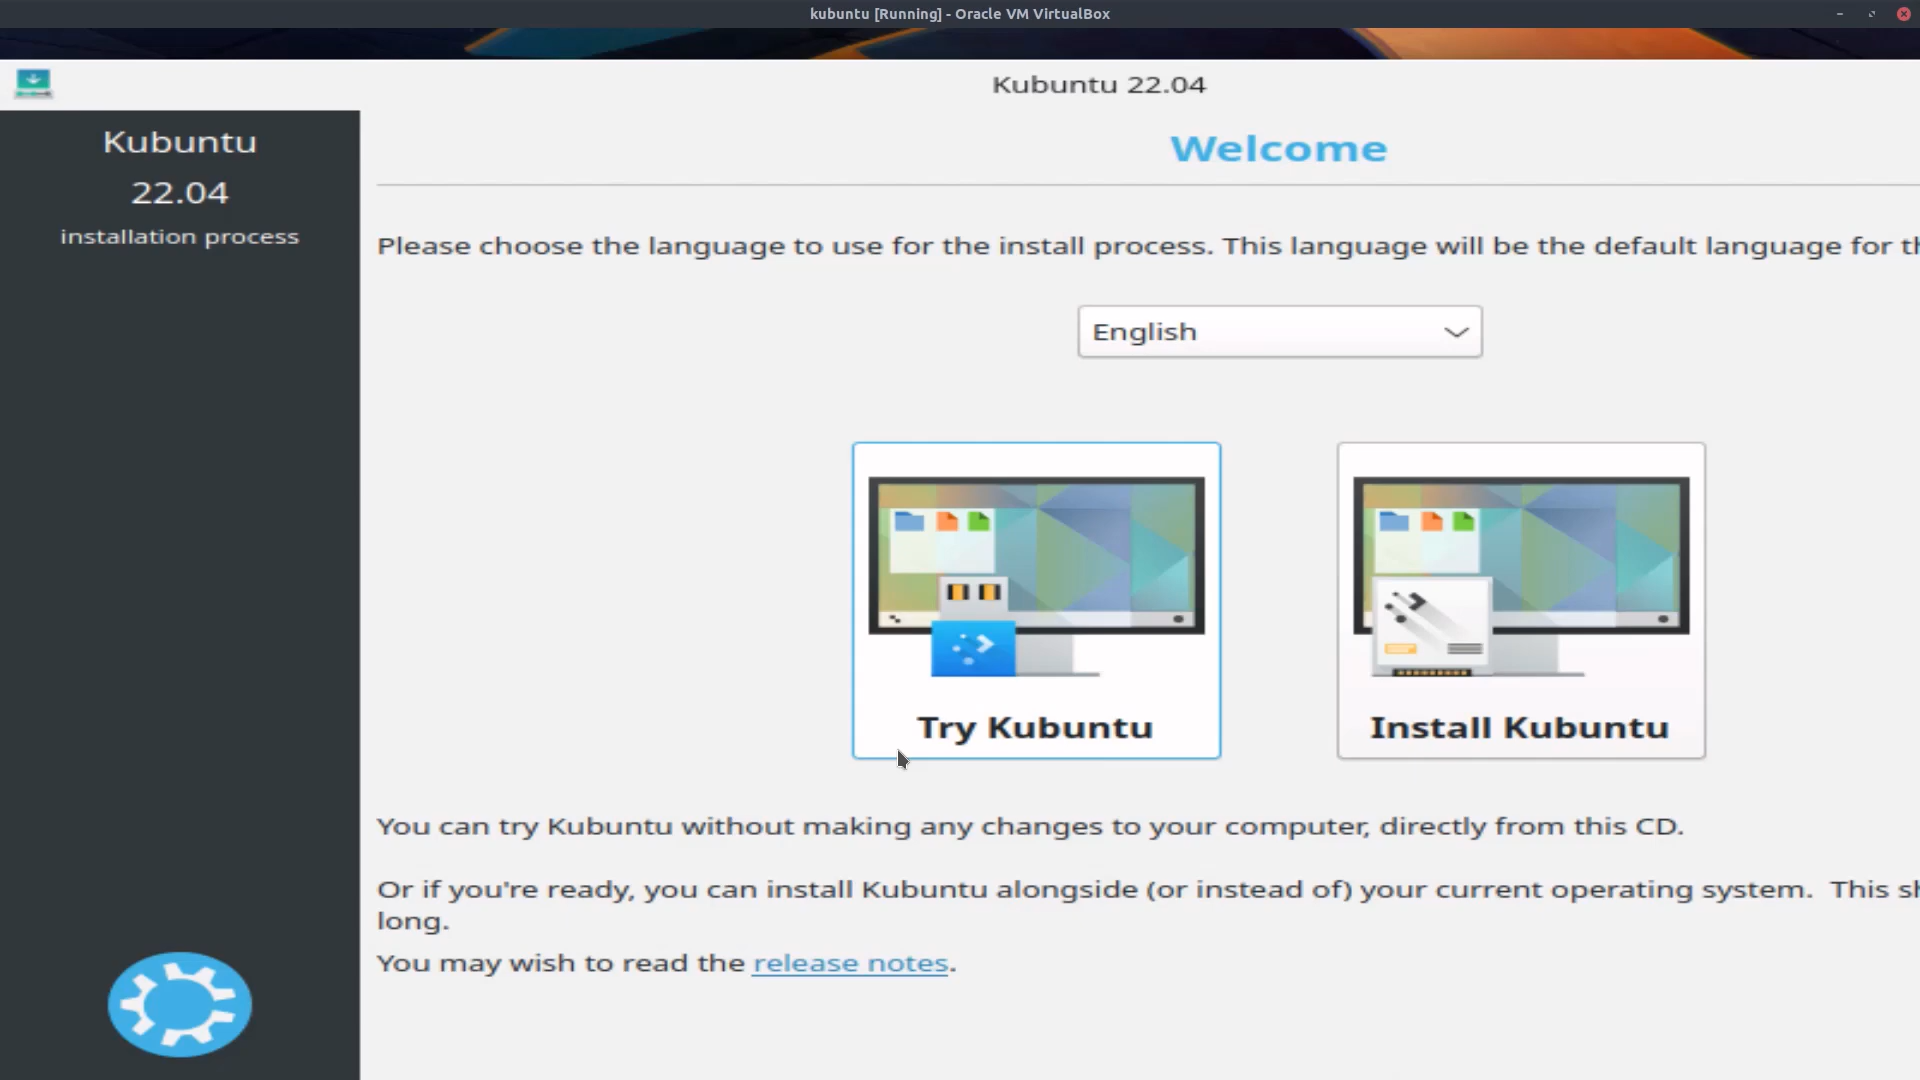 kubuntu [Running] - Oracle VM VirtualBox
Kubuntu 22.04
Kubuntu
22.04
installation process
Welcome
Please choose the language to use for the install process. This language will be the default language for
English
Try Kubuntu
Install Kubuntu
You can try Kubuntu without making any changes to your computer, directly from this CD.
Or if you're ready, you can install Kubuntu alongside (or instead of) your current operating system.  This
long.
You may wish to read the release notes.